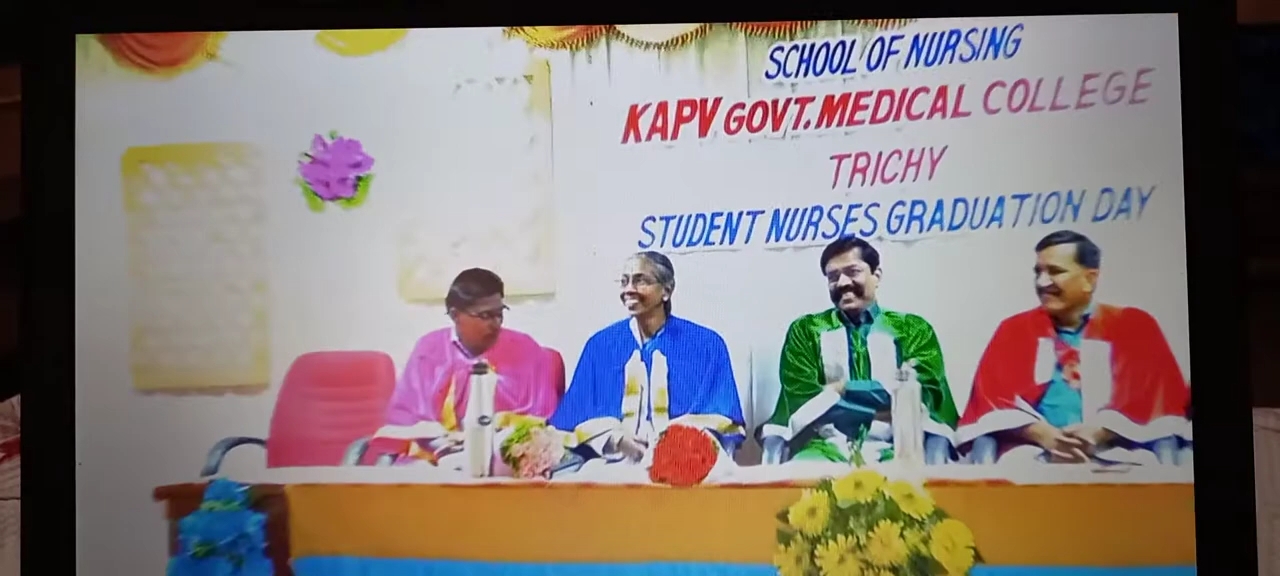 SCHOOL OF NURSING
KAPV GOVT.MEDICAL COLLEGE
TRICHY
STUDENT NURSES GRADUATION DAY